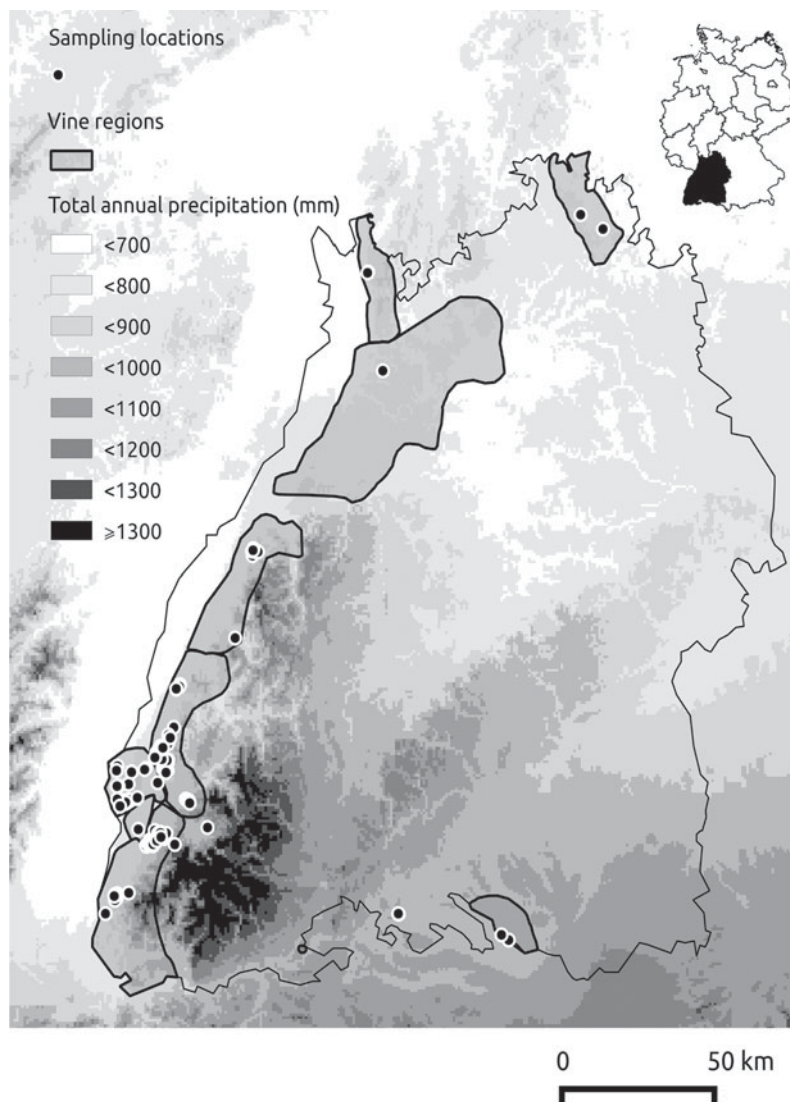 Sampling locations
Vine regions
Total annual precipitation (mm)
<700
<800
<900
<1000
<1100
<1200
<1300
⩾1300
0 50 km